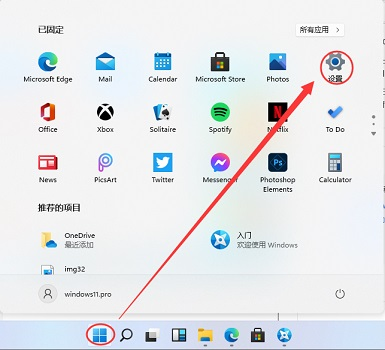 已固定
所有应用 >
Microsoft Edge
Mail
Calendar
Microsoft Store
Photos
设置
Office
Xbox
Solitaire
Spotify
Netflix
To Do
News
PicsArt
Twitter
Messenger
Photoshop
Elements
Calculator
推荐的项目
OneDrive
最近添加
入门
欢迎使用 Windows
img32
windows11.pro